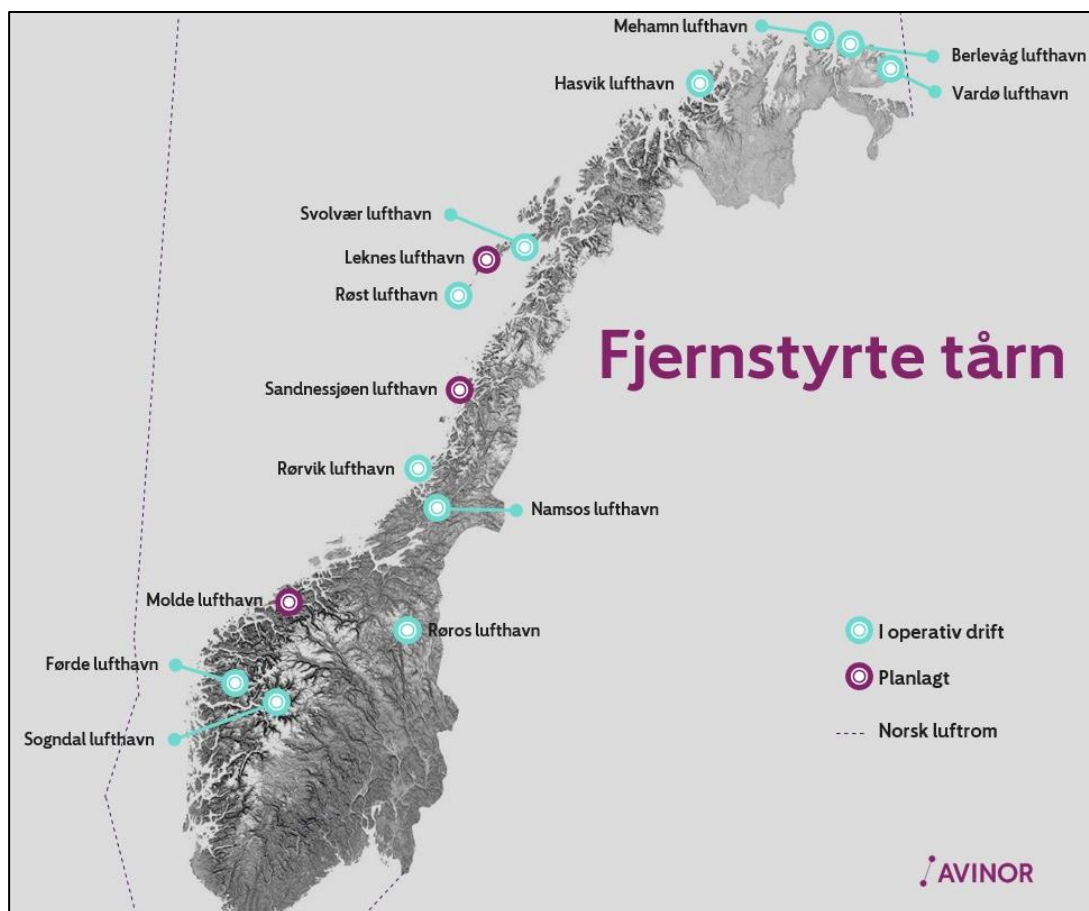 Mehamn lufthavn
Berlevåg lufthavn
Hasvik lufthavn
Vardø lufthavn
Svolvær lufthavn
Leknes lufthavn
Røst lufthavn
Fjernstyrte tårn
Sandnessjøen lufthavn
Rørvik lufthavn
Namsos lufthavn
Molde lufthavn
Røros lufthavn
I operativ drift
Førde lufthavn
Planlagt
Sogndal lufthavn
Norsk luftrom
AVINOR